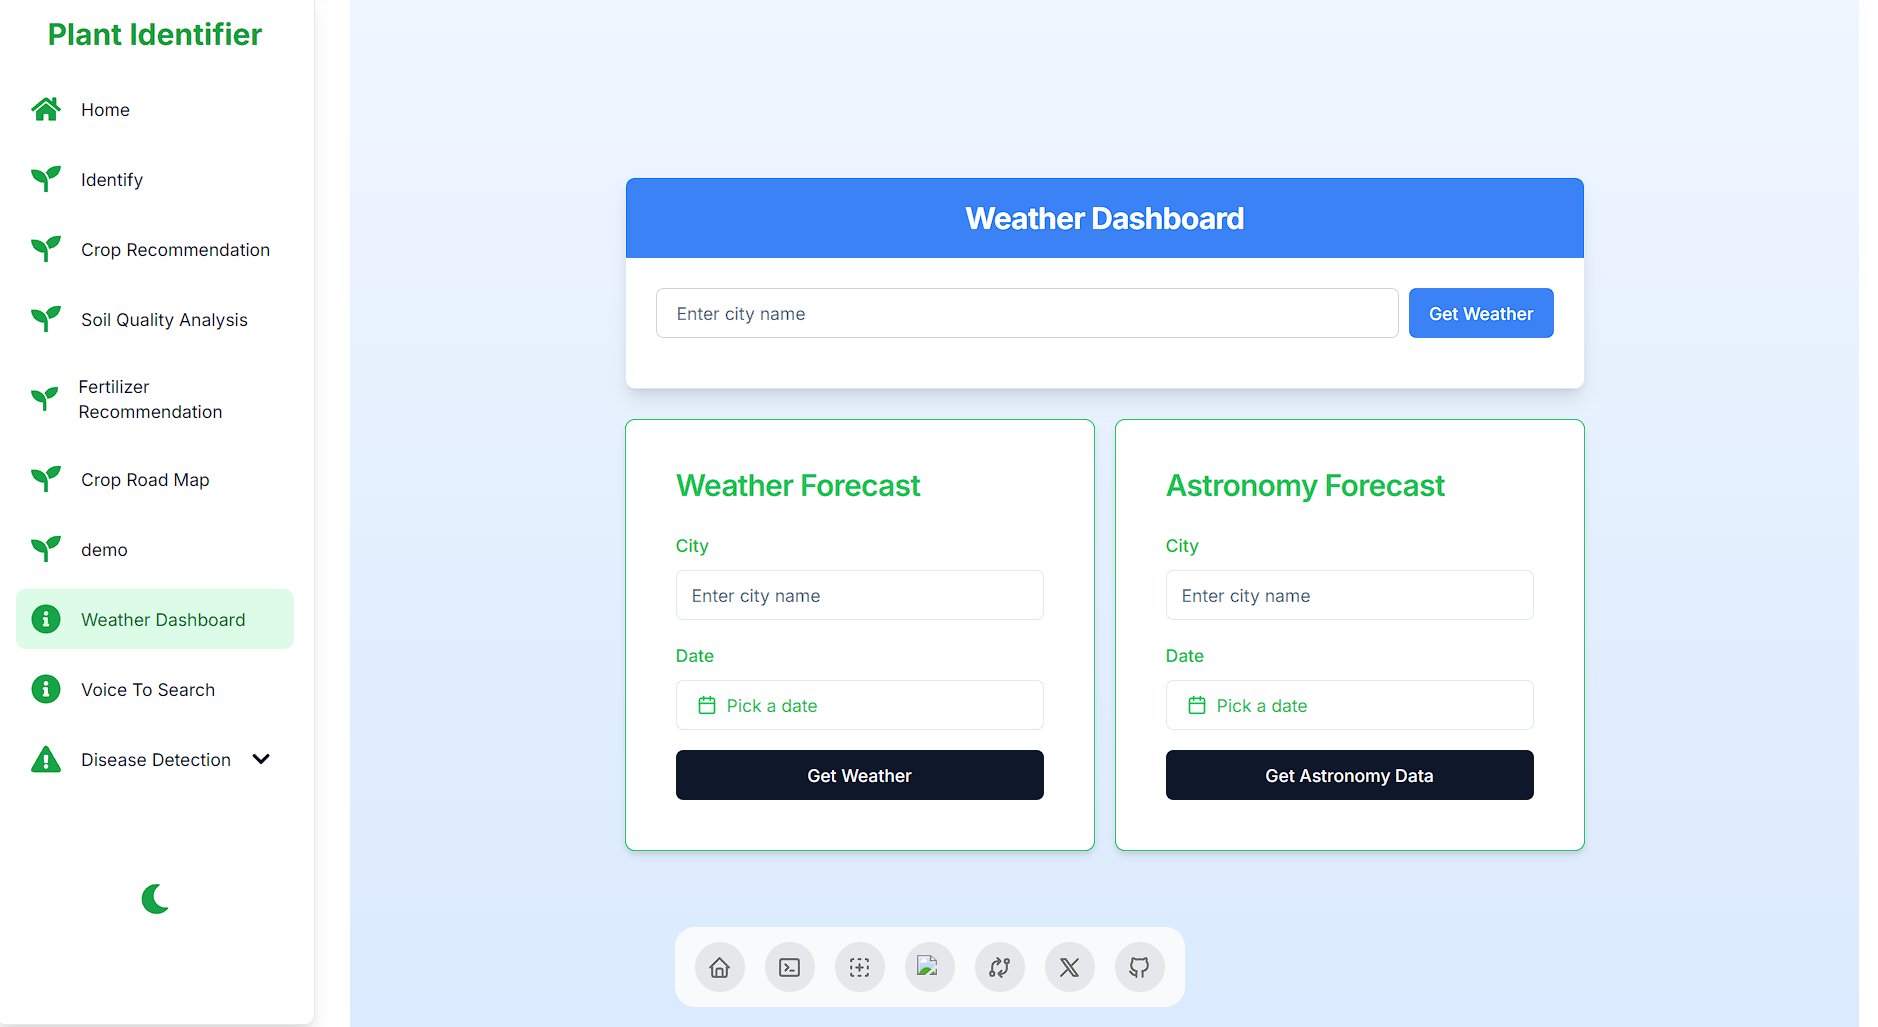 Plant Identifier
Home
Identify
Crop Recommendation
Soil Quality Analysis
Fertilizer
Recommendation
Crop Road Map
demo
Weather Dashboard
Voice To Search
Disease Detection
Weather Dashboard
Enter city name
Get Weather
Weather Forecast
City
Enter city name
Date
Pick a date
Get Weather
Astronomy Forecast
City
Enter city name
Date
Pick a date
Get Astronomy Data